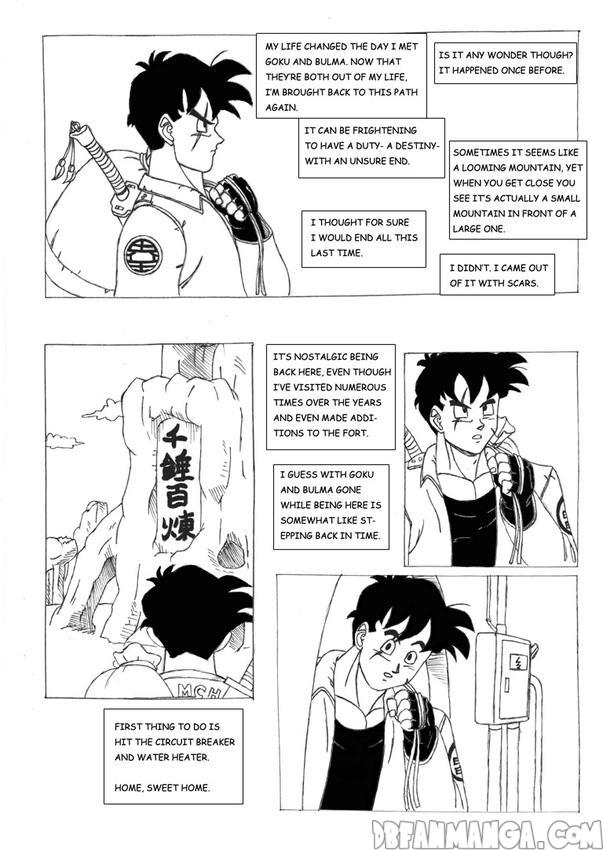 MY LIFE CHANGED THE DAY I MET
GOKU AND BULMA. NOW THAT
THEY'RE BOTH OUT OF MY LIFE,
I'M BROUGHT BACK TO THIS PATH
AGAIN.
IS IT ANY WONDER THOUGH?
IT HAPPENED ONCE BEFORE.
IT CAN BE FRIGHTENING
TO HAVE A DUTY- A DESTINY-
WITH AN UNSURE END.
SOMETIMES IT SEEMS LIKE
A LOOMING MOUNTAIN, YET
WHEN YOU GET CLOSE YOU
SEE IT'S ACTUALLY A SMALL
MOUNTAIN IN FRONT OF A
LARGE ONE.
I THOUGHT FOR SURE
I WOULD END ALL THIS
LAST TIME.
I DIDN'T. I CAME OUT
OF IT WITH SCARS.
千錘百煉
MCH
IT'S NOSTALGIC BEING
BACK HERE, EVEN THOUGH
I'VE VISITED NUMEROUS
TIMES OVER THE YEARS
AND EVEN MADE ADDI-
TIONS TO THE FORT.
I GUESS WITH GOKU
AND BULMA GONE
WHILE BEING HERE IS
SOMEWHAT LIKE ST-
EPPING BACK IN TIME.
FIRST THING TO DO IS
HIT THE CIRCUIT BREAKER
AND WATER HEATER.
HOME, SWEET HOME.
DBFANMANGA.COM